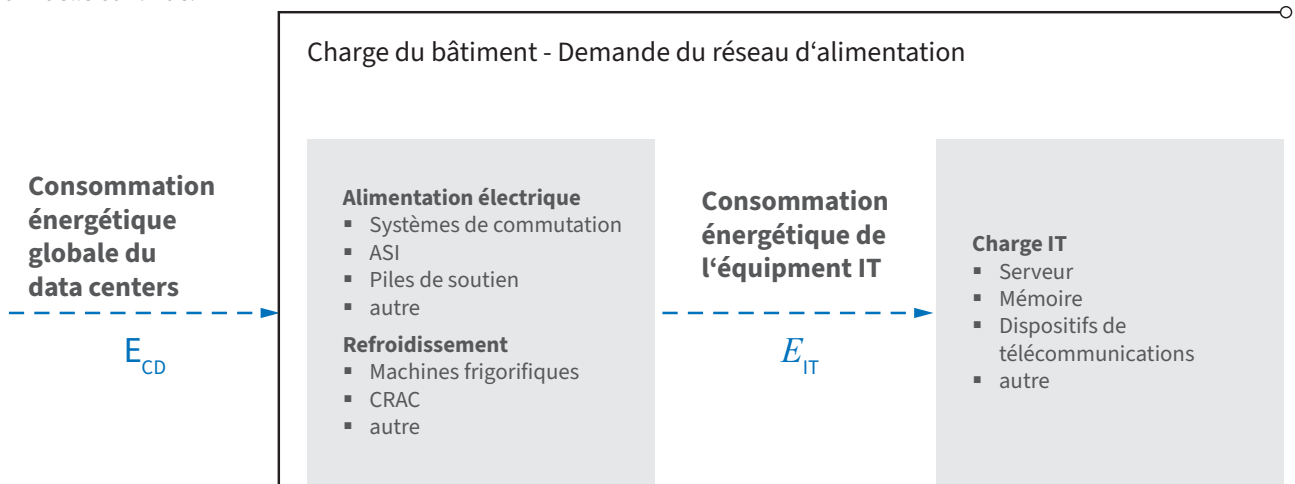 Charge du bâtiment - Demande du réseau d‘alimentation
Consommation
énergétique
globale du
data centers
E_CD
Alimentation électrique
▪ Systèmes de commutation
▪ ASI
▪ Piles de soutien
▪ autre
Refroidissement
▪ Machines frigorifiques
▪ CRAC
▪ autre
Consommation
énergétique de
l‘équipment IT
E_IT
Charge IT
▪ Serveur
▪ Mémoire
▪ Dispositifs de
télécommunications
▪ autre